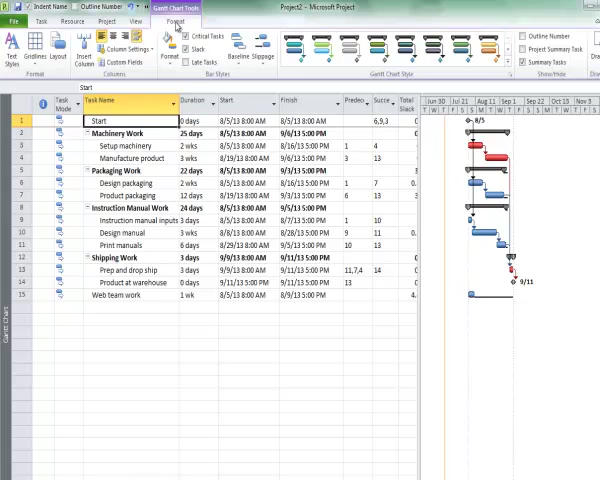 Indent Name Outline Number Gantt Chart Tools Project2 - Microsoft Project
File Task Resource Project View Format
Text Styles Gridlines Layout Insert Column Column Settings Custom Fields Format Critical Tasks Slack Late Tasks Baseline Slippage Outline Number Project Summary Task Summary Tasks
Format Columns Bar Styles Gantt Chart Style Show/Hide
Start
Task Mode Task Name Duration Start Finish Predec Succe Total Slack Jun 30 Jul 21 Aug 11 Sep 1 Sep 22 Oct 13 Nov 3
T W T F S S M T W T F S S M T W T F
1 Start 0 days 8/5/13 8:00 AM 8/5/13 8:00 AM 6,9,3 8/5
2 Machinery Work 25 days 8/5/13 8:00 AM 9/6/13 5:00 PM
3 Setup machinery 2 wks 8/5/13 8:00 AM 8/16/13 5:00 PM 1 4
4 Manufacture product 3 wks 8/19/13 8:00 AM 9/6/13 5:00 PM 3 13
5 Packaging Work 22 days 8/5/13 8:00 AM 9/3/13 5:00 PM
6 Design packaging 2 wks 8/5/13 8:00 AM 8/16/13 5:00 PM 1 7
7 Product packaging 12 days 8/19/13 8:00 AM 9/3/13 5:00 PM 6 13
8 Instruction Manual Work 24 days 8/5/13 8:00 AM 9/5/13 5:00 PM
9 Instruction manual inputs 3 days 8/5/13 8:00 AM 8/7/13 5:00 PM 1 10
10 Design manual 3 wks 8/8/13 8:00 AM 8/28/13 5:00 PM 9 11 0.
11 Print manuals 6 days 8/29/13 8:00 AM 9/5/13 5:00 PM 10 13
12 Shipping Work 3 days 9/9/13 8:00 AM 9/11/13 5:00 PM
13 Prep and drop ship 3 days 9/9/13 8:00 AM 9/11/13 5:00 PM 11,7,4 14
14 Product at warehouse 0 days 9/11/13 5:00 PM 9/11/13 5:00 PM 13 9/11
15 Web team work 1 wk 8/5/13 8:00 AM 8/9/13 5:00 PM 4.
Gantt Chart